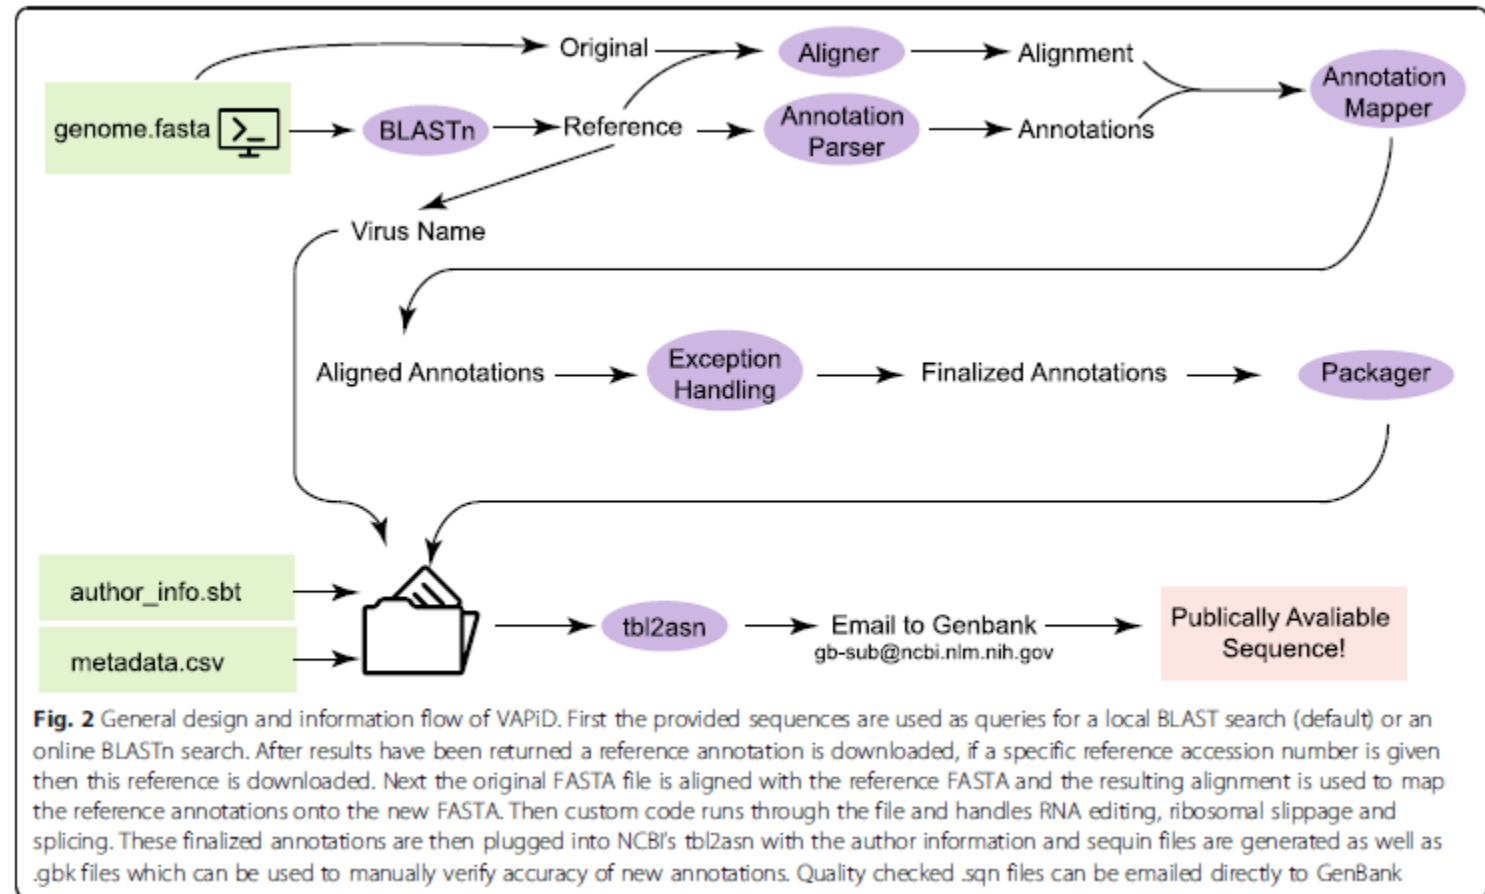 Original
Aligner
Alignment
Annotation
Mapper
genome.fasta
>_
BLASTn
Reference
Annotation
Parser
Annotations
Virus Name
Aligned Annotations
Exception
Handling
Finalized Annotations
Packager
author_info.sbt
metadata.csv
tbl2asn
Email to Genbank
gb-sub@ncbi.nlm.nih.gov
Publically Avaliable
Sequence!
Fig. 2 General design and information flow of VAPiD. First the provided sequences are used as queries for a local BLAST search (default) or an
online BLASTn search. After results have been returned a reference annotation is downloaded, if a specific reference accession number is given
then this reference is downloaded. Next the original FASTA file is aligned with the reference FASTA and the resulting alignment is used to map
the reference annotations onto the new FASTA. Then custom code runs through the file and handles RNA editing, ribosomal slippage and
splicing. These finalized annotations are then plugged into NCBI's tbl2asn with the author information and sequin files are generated as well as
.gbk files which can be used to manually verify accuracy of new annotations. Quality checked .sqn files can be emailed directly to GenBank